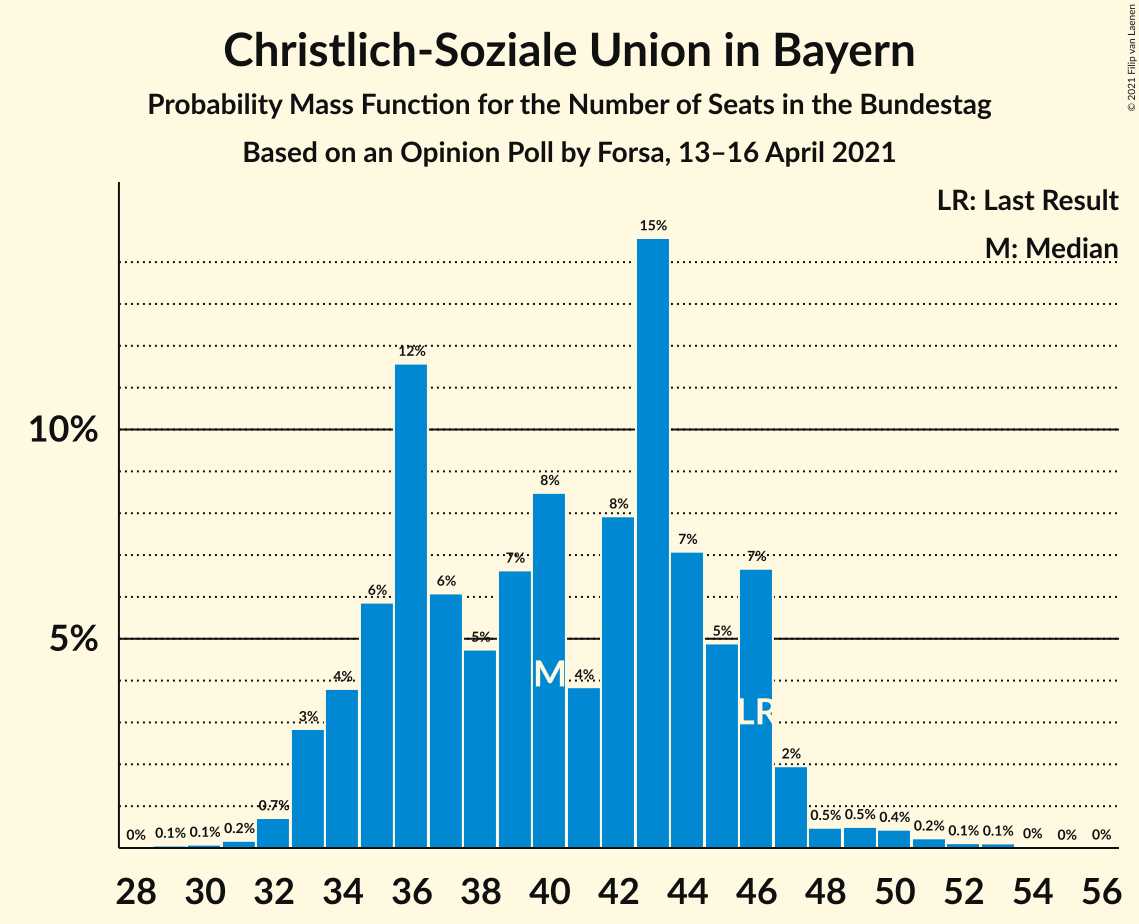 Christlich-Soziale Union in Bayern
Probability Mass Function for the Number of Seats in the Bundestag
Based on an Opinion Poll by Forsa, 13–16 April 2021
© 2021 Filip van Laenen
LR: Last Result
M: Median
10%
5%
0% 0.1% 0.1% 0.2% 0.7% 3% 4% 6% 12% 6% 5% 7% 8% 4% 8% 15% 7% 5% 7% 2% 0.5% 0.5% 0.4% 0.2% 0.1% 0.1% 0% 0% 0%
M
LR
28 30 32 34 36 38 40 42 44 46 48 50 52 54 56